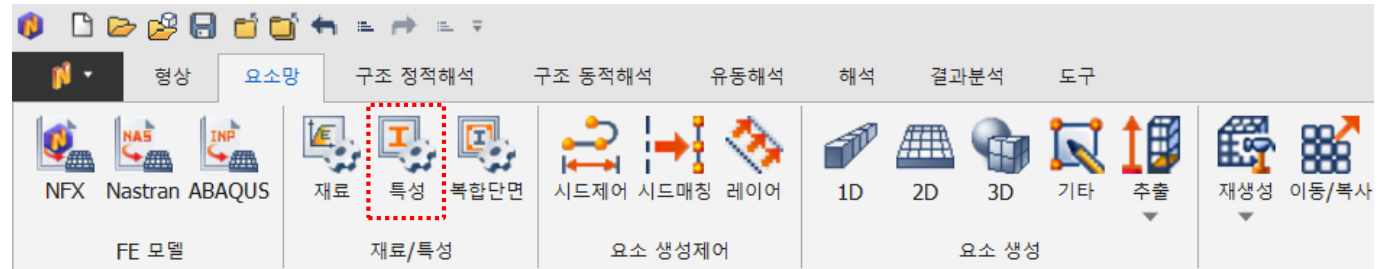 형상 요소망 구조 정적해석 구조 동적해석 유동해석 해석 결과분석 도구
NAS INP
NFX Nastran ABAQUS 재료 특성 복합단면 시드제어 시드매칭 레이어 1D 2D 3D 기타 추출 재생성 이동/복사
FE 모델 재료/특성 요소 생성제어 요소 생성